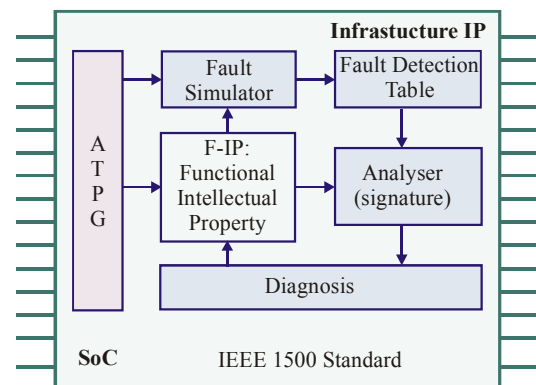 Infrastucture IP
A
T
P
G
Fault
Simulator
Fault Detection
Table
F-IP:
Functional
Intellectual
Property
Analyser
(signature)
Diagnosis
SoC
IEEE 1500 Standard